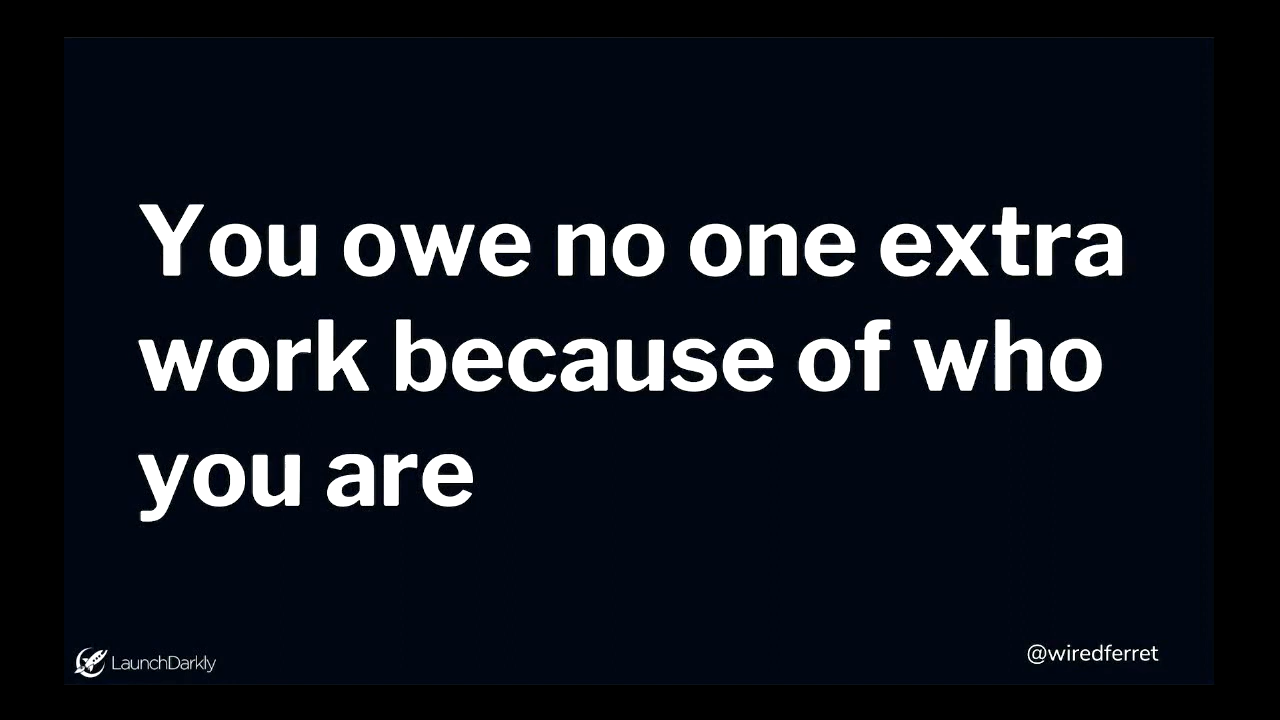 You owe no one extra
work because of who
you are
LaunchDarkly
@wiredferret